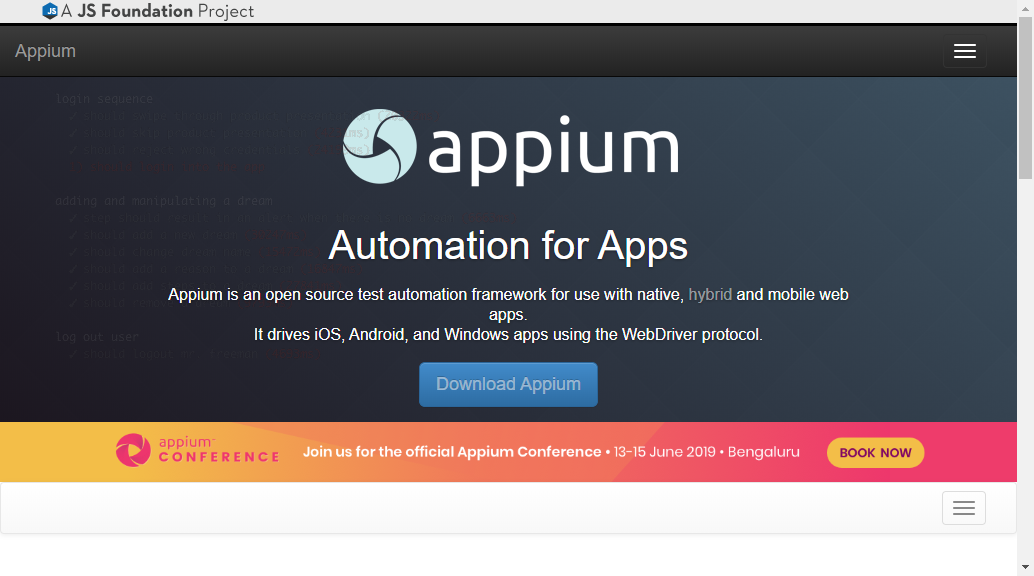 JS A JS Foundation Project
Appium
login sequence
appium
adding and manipulating a dream
Automation for Apps
Appium is an open source test automation framework for use with native, hybrid and mobile web
apps.
It drives iOS, Android, and Windows apps using the WebDriver protocol.
log out user
Download Appium
appium™
CONFERENCE
Join us for the official Appium Conference • 13-15 June 2019 • Bengaluru
BOOK NOW